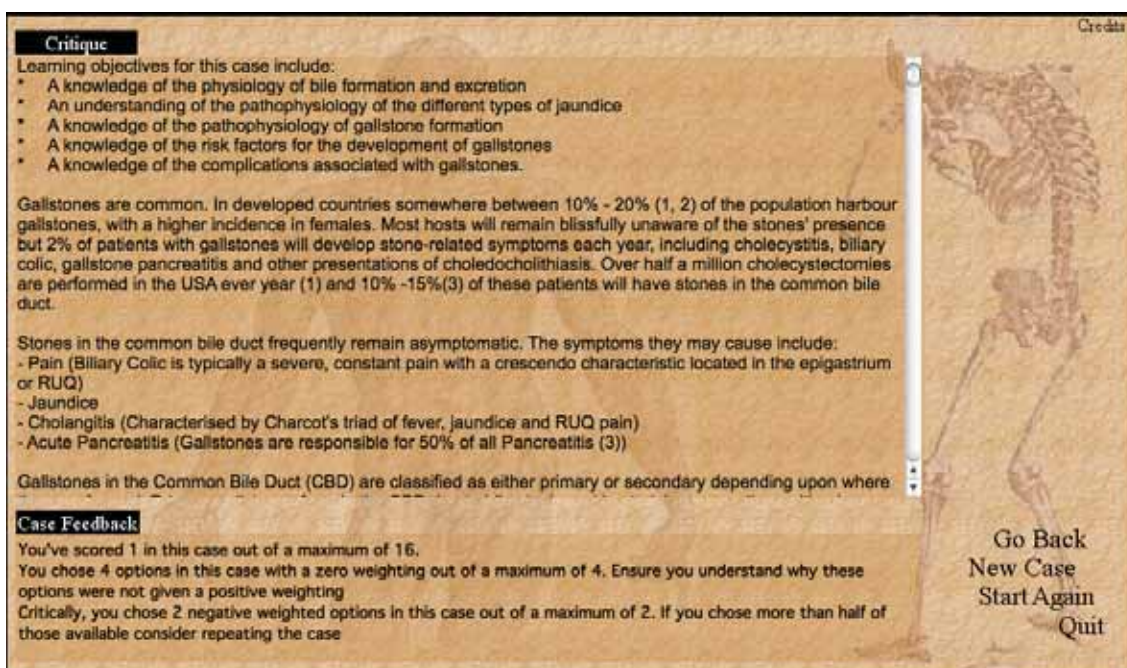 Credits
Critique
Learning objectives for this case include:
* A knowledge of the physiology of bile formation and excretion
* An understanding of the pathophysiology of the different types of jaundice
* A knowledge of the pathophysiology of gallstone formation
* A knowledge of the risk factors for the development of gallstones
* A knowledge of the complications associated with gallstones.
Gallstones are common. In developed countries somewhere between 10% - 20% (1, 2) of the population harbour
gallstones, with a higher incidence in females. Most hosts will remain blissfully unaware of the stones' presence
but 2% of patients with gallstones will develop stone-related symptoms each year, including cholecystitis, biliary
colic, gallstone pancreatitis and other presentations of choledocholithiasis. Over half a million cholecystectomies
are performed in the USA ever year (1) and 10% -15%(3) of these patients will have stones in the common bile
duct.
Stones in the common bile duct frequently remain asymptomatic. The symptoms they may cause include:
- Pain (Biliary Colic is typically a severe, constant pain with a crescendo characteristic located in the epigastrium
or RUQ)
- Jaundice
- Cholangitis (Characterised by Charcot's triad of fever, jaundice and RUQ pain)
- Acute Pancreatitis (Gallstones are responsible for 50% of all Pancreatitis (3))
Gallstones in the Common Bile Duct (CBD) are classified as either primary or secondary depending upon where
Case Feedback
You've scored 1 in this case out of a maximum of 16.
You chose 4 options in this case with a zero weighting out of a maximum of 4. Ensure you understand why these
options were not given a positive weighting
Critically, you chose 2 negative weighted options in this case out of a maximum of 2. If you chose more than half of
those available consider repeating the case
Go Back
New Case
Start Again
Quit